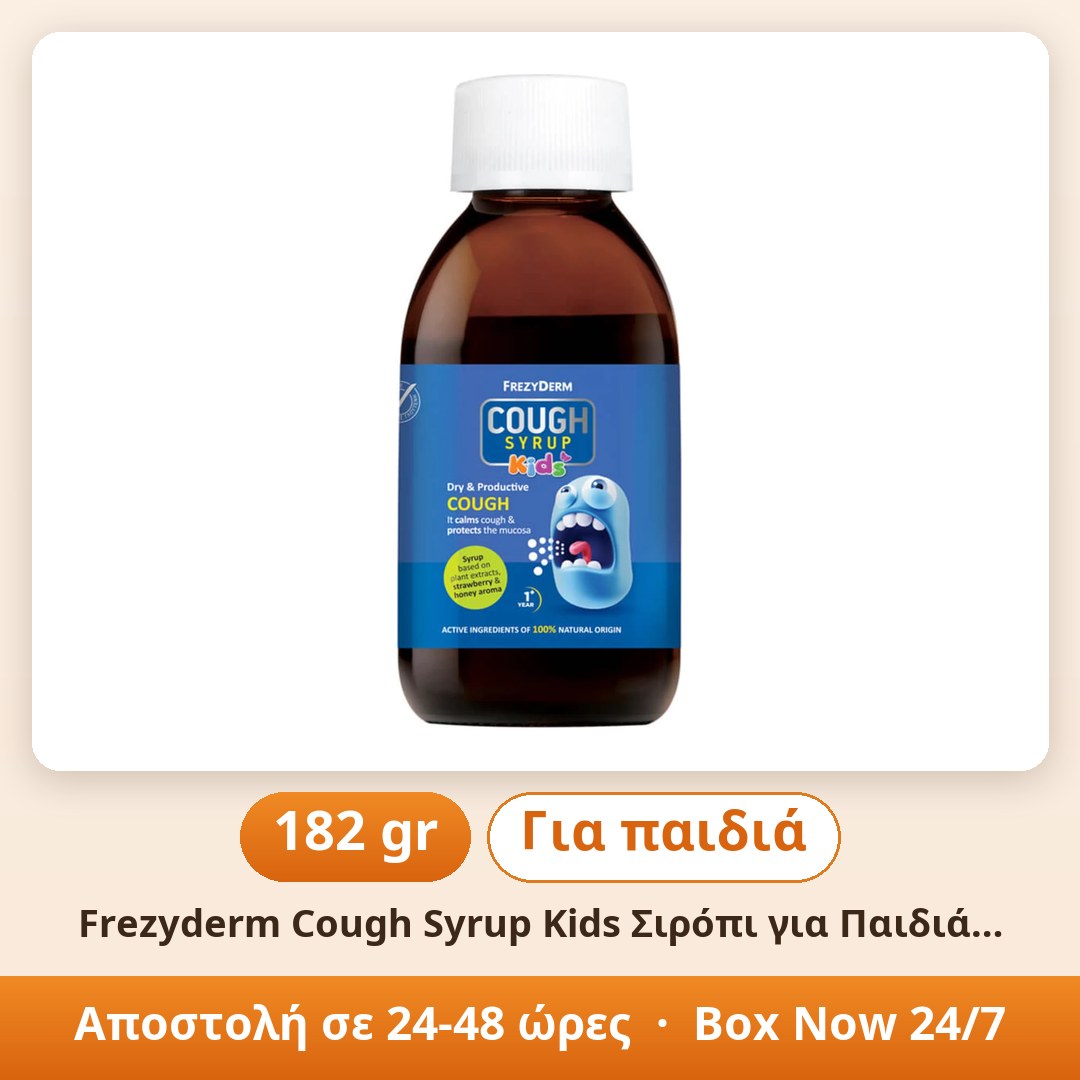 FREZYDERM
COUGH
SYRUP
Kids
Dry & Productive
COUGH
It calms cough &
protects the mucosa
Syrup
based on
plant extracts,
strawberry &
honey aroma
1+
YEAR
ACTIVE INGREDIENTS OF 100% NATURAL ORIGIN
182 gr
Για παιδιά
Frezyderm Cough Syrup Kids Σιρόπι για Παιδιά...
Αποστολή σε 24-48 ώρες · Box Now 24/7